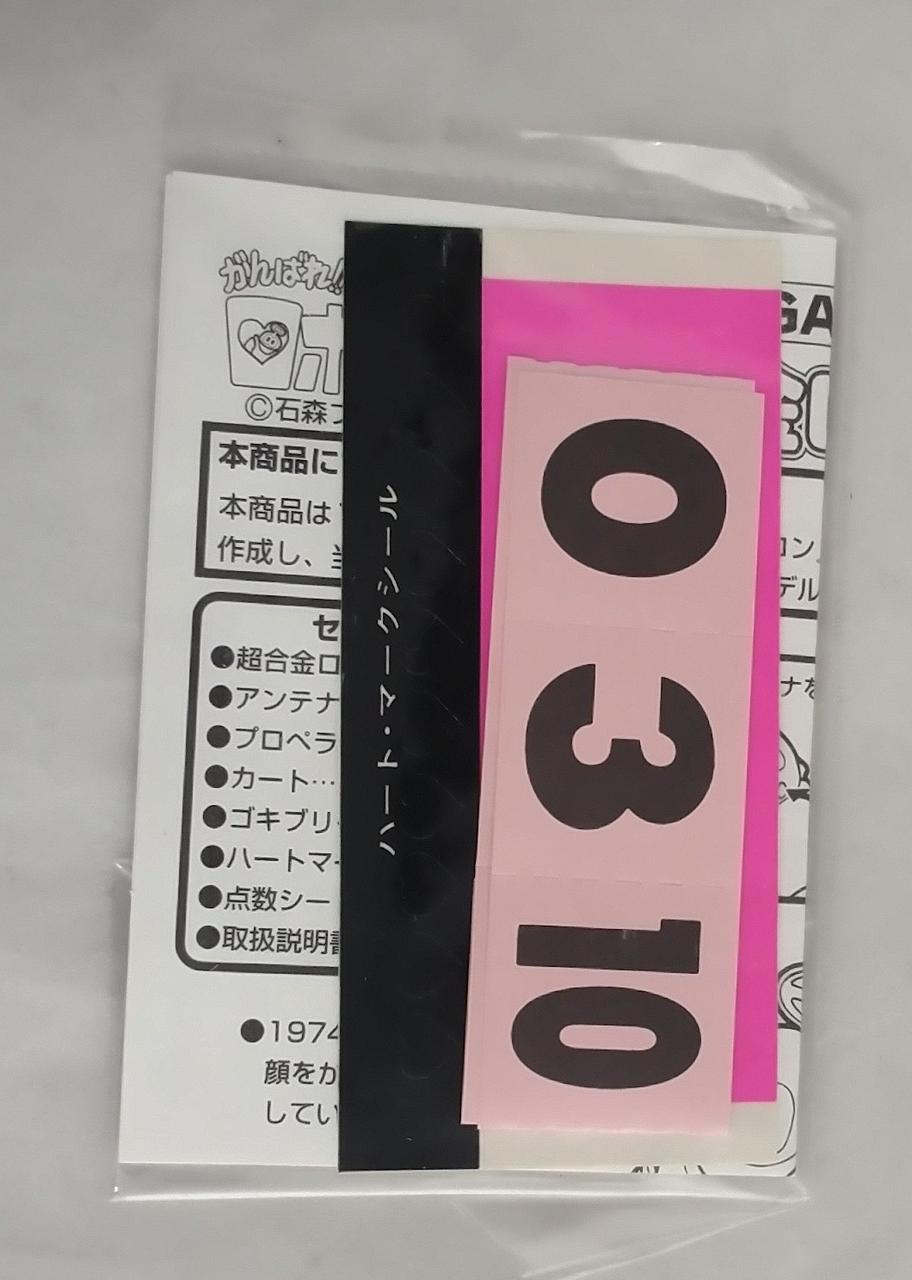 がんばれ!!
©石森プ
本商品に
本商品は
作成し、
セ
●超合金ロ
●アンテナ
●プロペラ
●カート…
●ゴキブリ
●ハートマー
●点数シー
●取扱説明書
●1974
顔をか
してい
ハート・マークシール
0
3
10
GA
ロン
デル
ナを